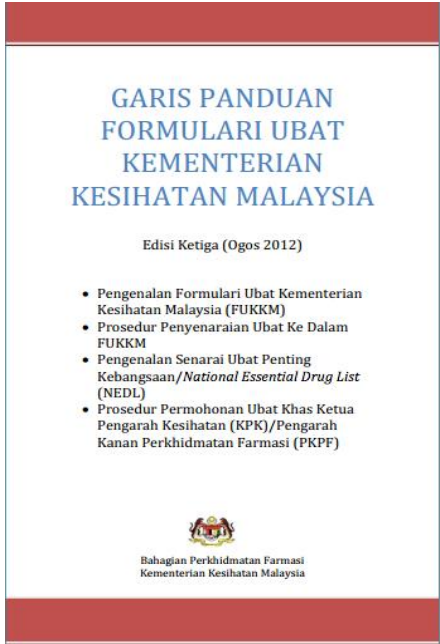 GARIS PANDUAN
FORMULARI UBAT
KEMENTERIAN
KESIHATAN MALAYSIA
Edisi Ketiga (Ogos 2012)
• Pengenalan Formulari Ubat Kementerian
Kesihatan Malaysia (FUKKM)
• Prosedur Penyenaraian Ubat Ke Dalam
FUKKM
• Pengenalan Senarai Ubat Penting
Kebangsaan/National Essential Drug List
(NEDL)
• Prosedur Permohonan Ubat Khas Ketua
Pengarah Kesihatan (KPK)/Pengarah
Kanan Perkhidmatan Farmasi (PKPF)
Bahagian Perkhidmatan Farmasi
Kementerian Kesihatan Malaysia